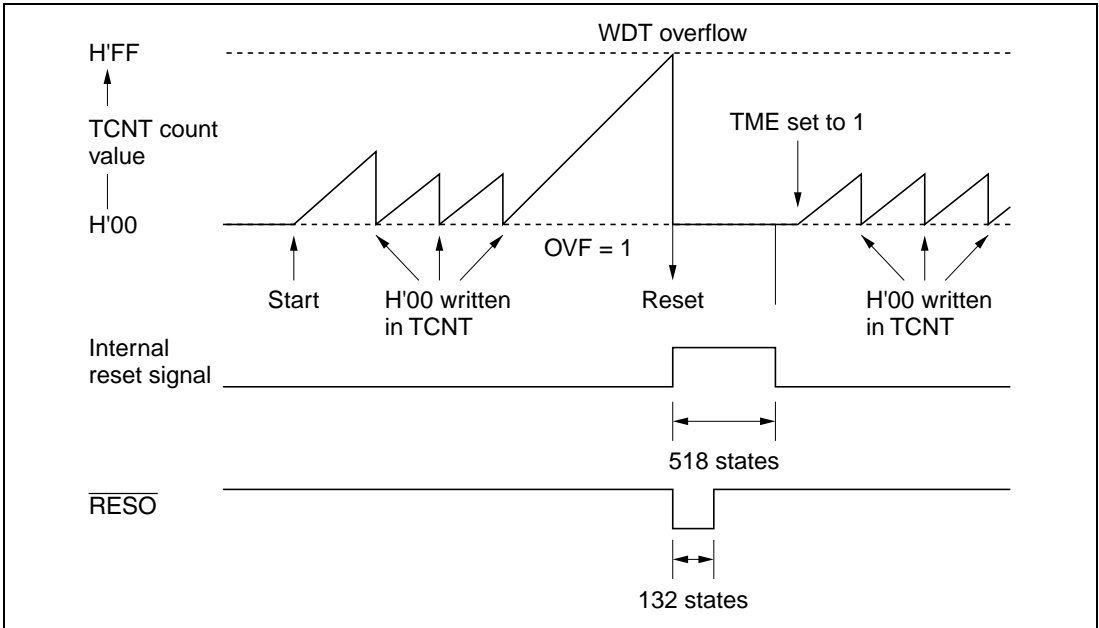 WDT overflow
H'FF
TCNT count
value
TME set to 1
H'00
OVF = 1
Start
H'00 written
in TCNT
Reset
H'00 written
in TCNT
Internal
reset signal
518 states
RESO
132 states